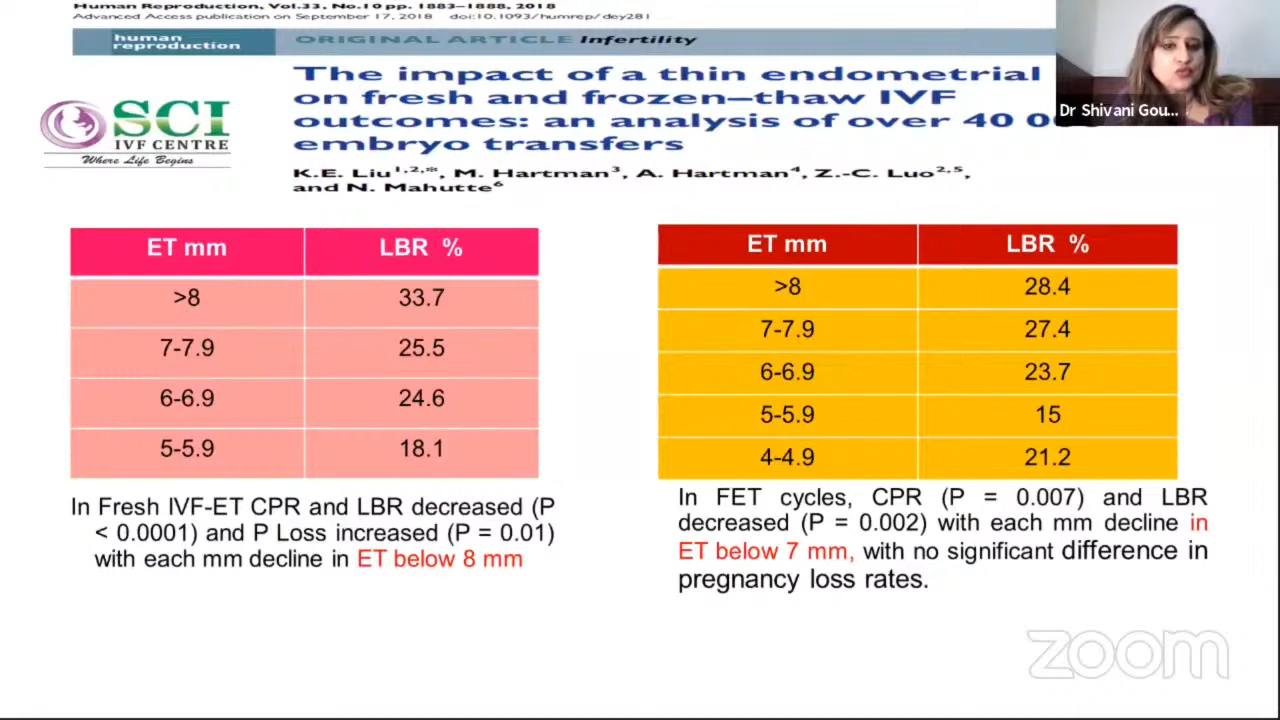 Human Reproduction, Vol.33, No.10 pp. 1883–1888, 2018
Advanced Access publication on September 17, 2018 doi:10.1093/humrep/dey281
human
reproduction
ORIGINAL ARTICLE Infertility
The impact of a thin endometrial
on fresh and frozen–thaw IVF
outcomes: an analysis of over 40
embryo transfers
K.E. Liu1,2,*, M. Hartman3, A. Hartman4, Z.-C. Luo2,5,
and N. Mahutte6
SCI
IVF CENTRE
Where Life Begins
Dr Shivani Gou...
ET mm LBR %
>8 33.7
7-7.9 25.5
6-6.9 24.6
5-5.9 18.1
In Fresh IVF-ET CPR and LBR decreased (P
< 0.0001) and P Loss increased (P = 0.01)
with each mm decline in ET below 8 mm
ET mm LBR %
>8 28.4
7-7.9 27.4
6-6.9 23.7
5-5.9 15
4-4.9 21.2
In FET cycles, CPR (P = 0.007) and LBR
decreased (P = 0.002) with each mm decline in
ET below 7 mm, with no significant difference in
pregnancy loss rates.
zoom